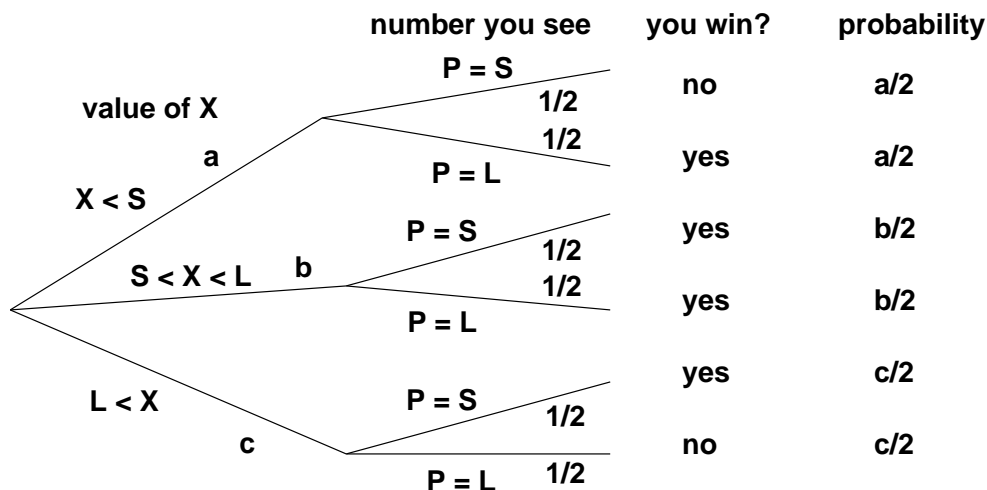 number you see you win? probability
P = S
no a/2
1/2
value of X
1/2
a
yes a/2
P = L
X < S
P = S
yes b/2
1/2
S < X < L b
1/2
yes b/2
P = L
yes c/2
L < X
P = S
1/2
c
no c/2
P = L 1/2